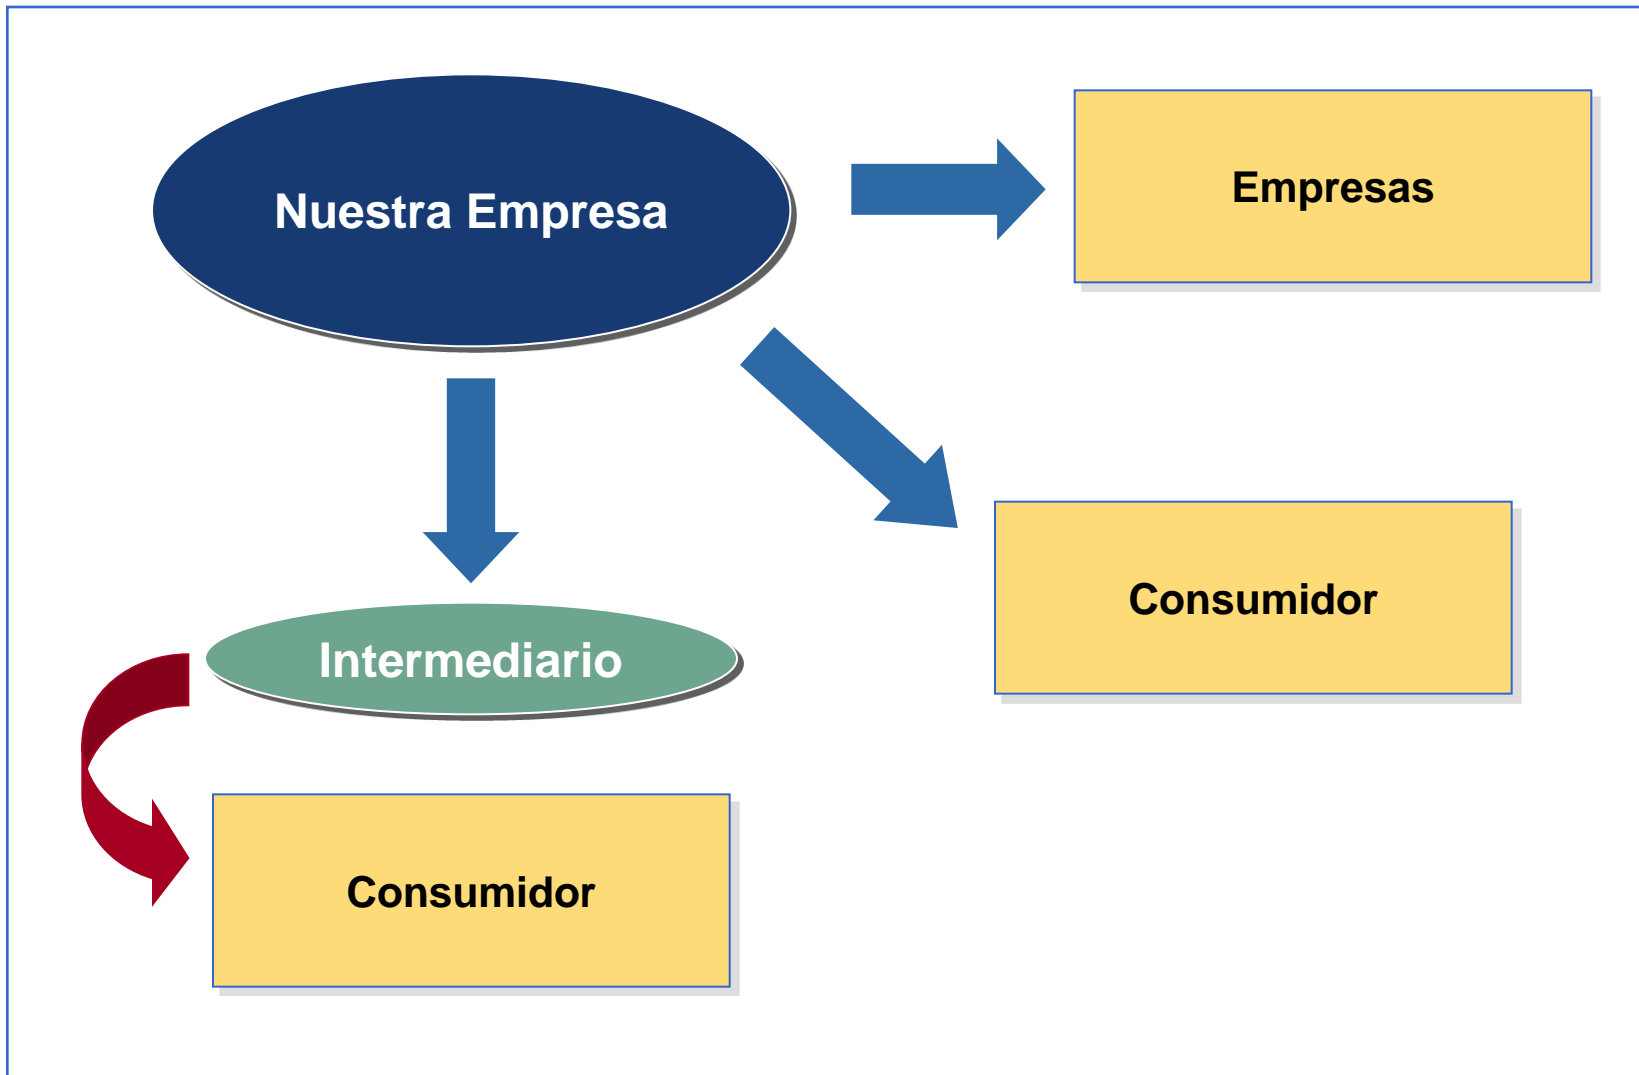 Nuestra Empresa
Empresas
Consumidor
Intermediario
Consumidor